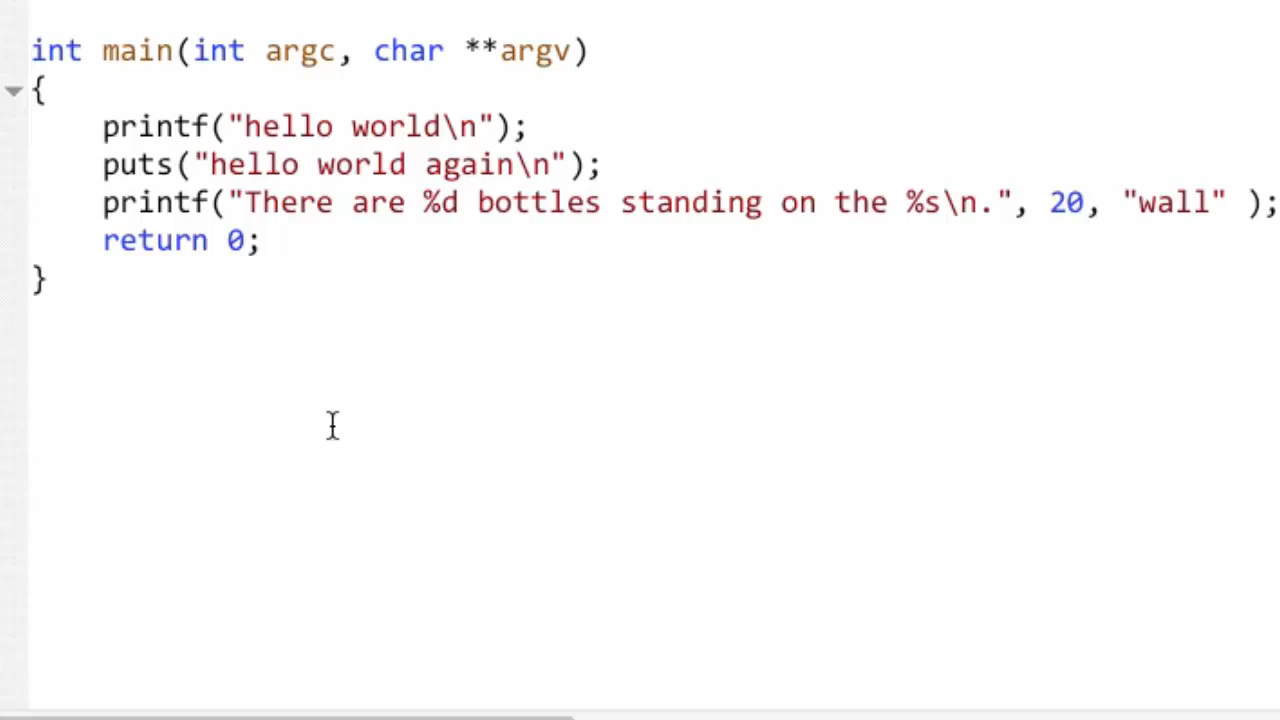 int main(int argc, char **argv)
{
    printf("hello world\n");
    puts("hello world again\n");
    printf("There are %d bottles standing on the %s\n.", 20, "wall" );
    return 0;
}